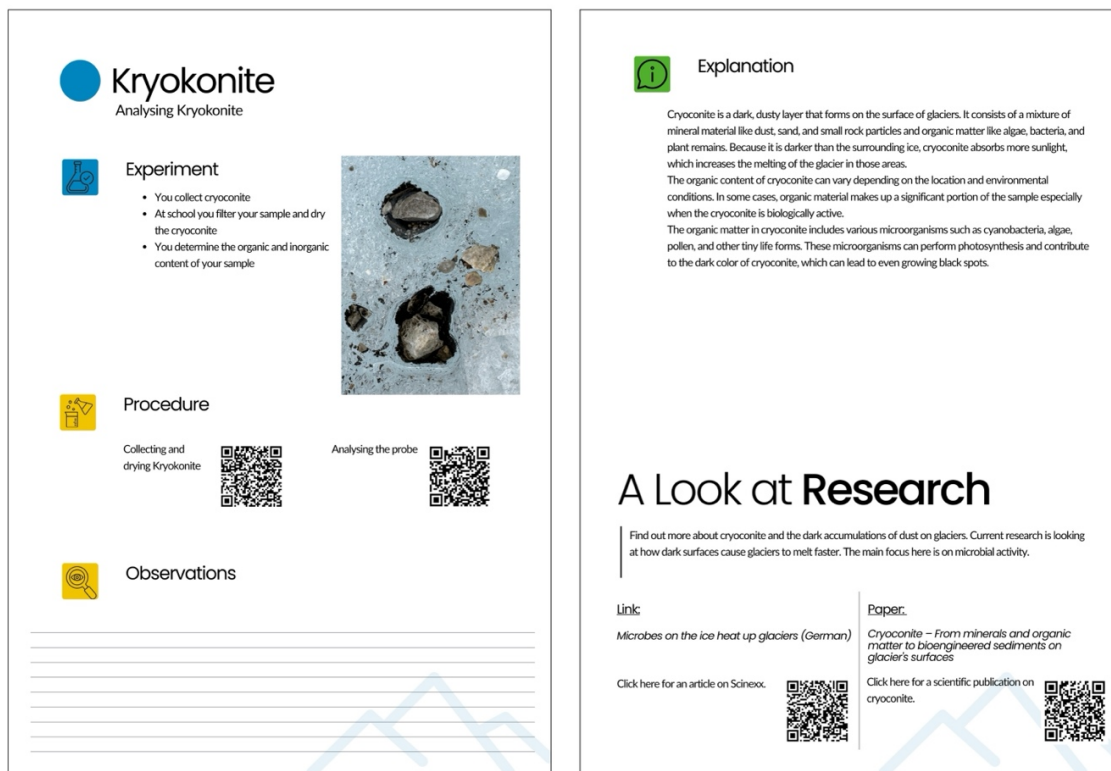 Kryokonite
Analysing Kryokonite
Experiment
• You collect cryoconite
• At school you filter your sample and dry
the cryoconite
• You determine the organic and inorganic
content of your sample
Procedure
Collecting and
drying Kryokonite
Analysing the probe
Observations
Explanation
Cryoconite is a dark, dusty layer that forms on the surface of glaciers. It consists of a mixture of
mineral material like dust, sand, and small rock particles and organic matter like algae, bacteria, and
plant remains. Because it is darker than the surrounding ice, cryoconite absorbs more sunlight,
which increases the melting of the glacier in those areas.
The organic content of cryoconite can vary depending on the location and environmental
conditions. In some cases, organic material makes up a significant portion of the sample especially
when the cryoconite is biologically active.
The organic matter in cryoconite includes various microorganisms such as cyanobacteria, algae,
pollen, and other tiny life forms. These microorganisms can perform photosynthesis and contribute
to the dark color of cryoconite, which can lead to even growing black spots.
A Look at Research
Find out more about cryoconite and the dark accumulations of dust on glaciers. Current research is looking
at how dark surfaces cause glaciers to melt faster. The main focus here is on microbial activity.
Link:
Microbes on the ice heat up glaciers (German)
Click here for an article on Scinexx.
Paper:
Cryoconite – From minerals and organic
matter to bioengineered sediments on
glacier's surfaces
Click here for a scientific publication on
cryoconite.